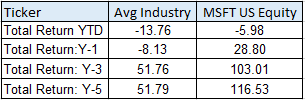 Ticker Avg Industry MSFT US Equity
Total Return YTD -13.76 -5.98
Total Return:Y-1 -8.13 28.80
Total Return: Y-3 51.76 103.01
Total Return: Y-5 51.79 116.53